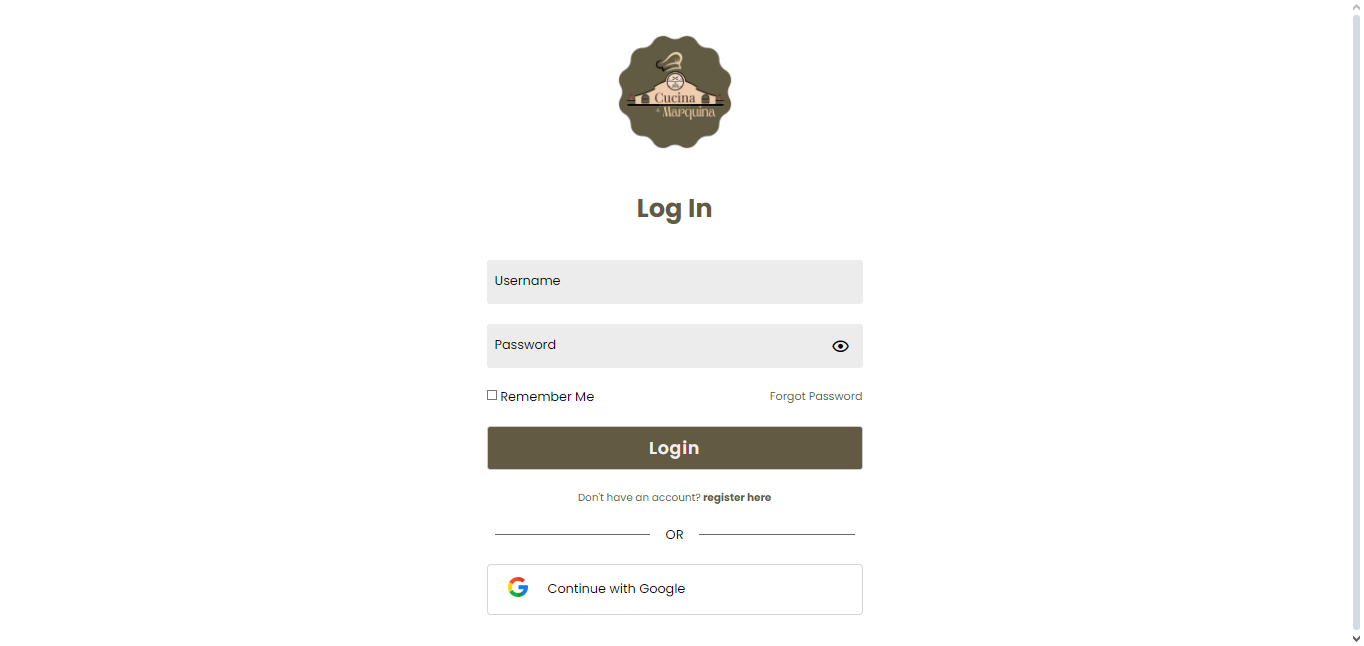 Cucina
Marquina
Log In
Username
Password
Remember Me
Forgot Password
Login
Don't have an account? register here
OR
Continue with Google